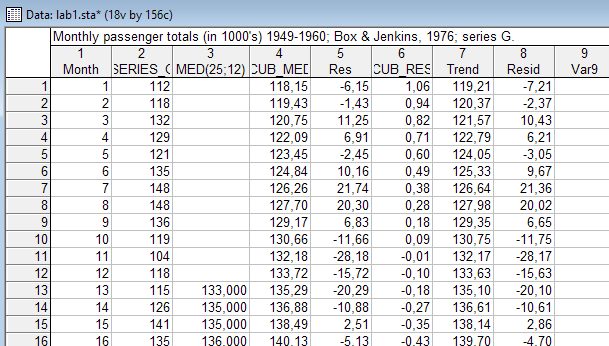 Data: lab1.sta* (18v by 156c)
Monthly passenger totals (in 1000's) 1949-1960; Box & Jenkins, 1976; series G.
1 2 3 4 5 6 7 8 9
Month SERIES_G MED(25;12) CUB_MED Res CUB_RES Trend Resid Var9
1 1 112 118,15 -6,15 1,06 119,21 -7,21
2 2 118 119,43 -1,43 0,94 120,37 -2,37
3 3 132 120,75 11,25 0,82 121,57 10,43
4 4 129 122,09 6,91 0,71 122,79 6,21
5 5 121 123,45 -2,45 0,60 124,05 -3,05
6 6 135 124,84 10,16 0,49 125,33 9,67
7 7 148 126,26 21,74 0,38 126,64 21,36
8 8 148 127,70 20,30 0,28 127,98 20,02
9 9 136 129,17 6,83 0,18 129,35 6,65
10 10 119 130,66 -11,66 0,09 130,75 -11,75
11 11 104 132,18 -28,18 -0,01 132,17 -28,17
12 12 118 133,72 -15,72 -0,10 133,63 -15,63
13 13 115 133,000 135,29 -20,29 -0,18 135,10 -20,10
14 14 126 135,000 136,88 -10,88 -0,27 136,61 -10,61
15 15 141 135,000 138,49 2,51 -0,35 138,14 2,86
16 16 135 136,000 140,13 -5,13 -0,43 139,70 -4,70